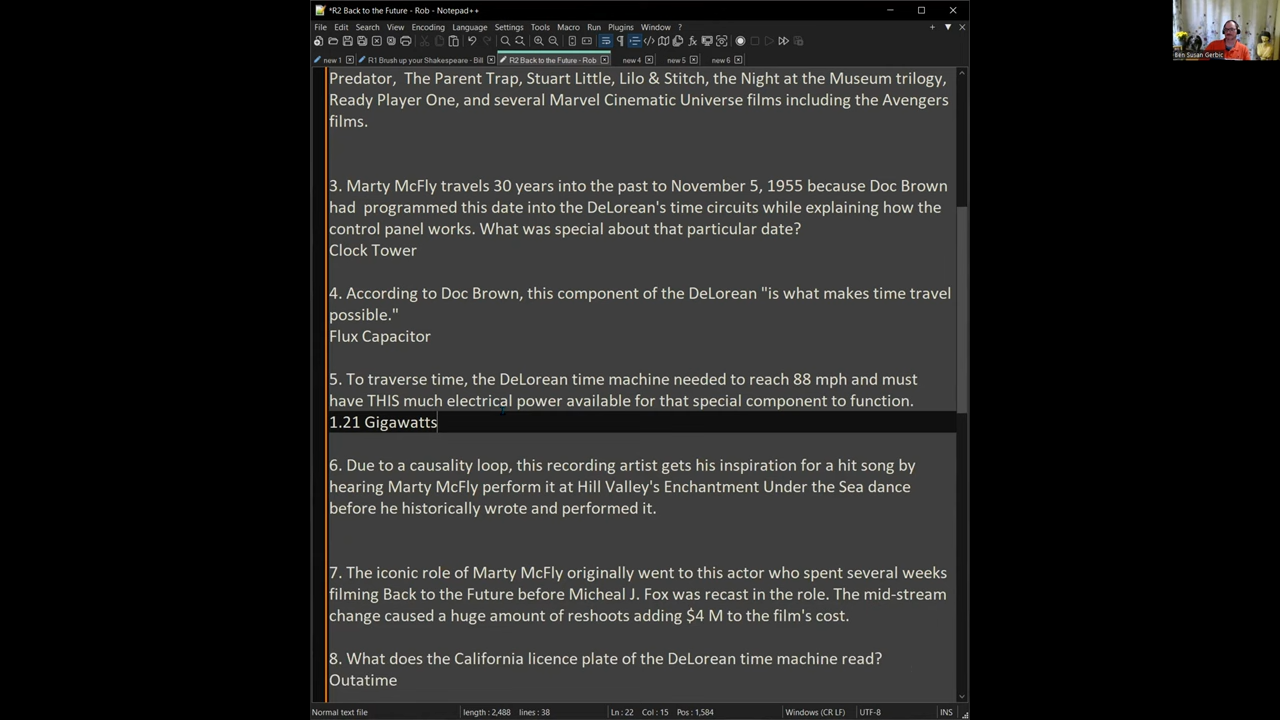 *R2 Back to the Future - Rob - Notepad++
File Edit Search View Encoding Language Settings Tools Macro Run Plugins Window ?
new 1 R1 Brush up your Shakespeare - Bill R2 Back to the Future - Rob new 4 new 5 new 6
Predator,  The Parent Trap, Stuart Little, Lilo & Stitch, the Night at the Museum trilogy,
Ready Player One, and several Marvel Cinematic Universe films including the Avengers
films.
3. Marty McFly travels 30 years into the past to November 5, 1955 because Doc Brown
had  programmed this date into the DeLorean's time circuits while explaining how the
control panel works. What was special about that particular date?
Clock Tower
4. According to Doc Brown, this component of the DeLorean "is what makes time travel
possible."
Flux Capacitor
5. To traverse time, the DeLorean time machine needed to reach 88 mph and must
have THIS much electrical power available for that special component to function.
1.21 Gigawatts
6. Due to a causality loop, this recording artist gets his inspiration for a hit song by
hearing Marty McFly perform it at Hill Valley's Enchantment Under the Sea dance
before he historically wrote and performed it.
7. The iconic role of Marty McFly originally went to this actor who spent several weeks
filming Back to the Future before Micheal J. Fox was recast in the role. The mid-stream
change caused a huge amount of reshoots adding $4 M to the film's cost.
8. What does the California licence plate of the DeLorean time machine read?
Outatime
Normal text file length : 2,488 lines : 38 Ln : 22 Col : 15 Pos : 1,584 Windows (CR LF) UTF-8 INS
Ben Susan Gerbic